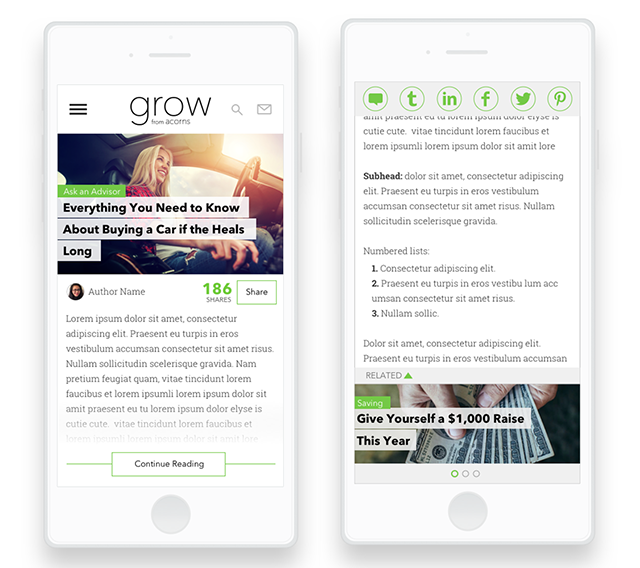 grow
from acorns
Ask an Advisor
Everything You Need to Know
About Buying a Car if the Heals
Long
Author Name
186
SHARES
Share
Lorem ipsum dolor sit amet, consectetur
adipiscing elit. Praesent eu turpis in eros
vestibulum accumsan consectetur sit amet risus.
Nullam sollicitudin scelerisque gravida. Nam
pretium feugiat quam, vitae tincidunt lorem
faucibus et lorem ipsumli lorem ipsum dolor sit
amit praesent eu tu lorem ipsum dolor elyse is
cutie cute. vitae tincidunt lorem faucibus et
lorem ipsumli lorem ipsum dolor sit amit lore
Continue Reading
t
in
f
amit praesent eu tu lorem ipsum dolor elyse is
cutie cute. vitae tincidunt lorem faucibus et
lorem ipsumli lorem ipsum dolor sit amit lore
Subhead: dolor sit amet, consectetur adipiscing
elit. Praesent eu turpis in eros vestibulum
accumsan consectetur sit amet risus. Nullam
sollicitudin scelerisque gravida.
Numbered lists:
1. Consectetur adipiscing elit.
2. Praesent eu turpis in eros vestibu lum acc
umsan consectetur sit amet risus.
3. Nullam sollic.
Dolor sit amet, consectetur adipiscing elit.
Praesent eu turpis in eros vestibulum accumsan
RELATED
Saving
Give Yourself a $1,000 Raise
This Year